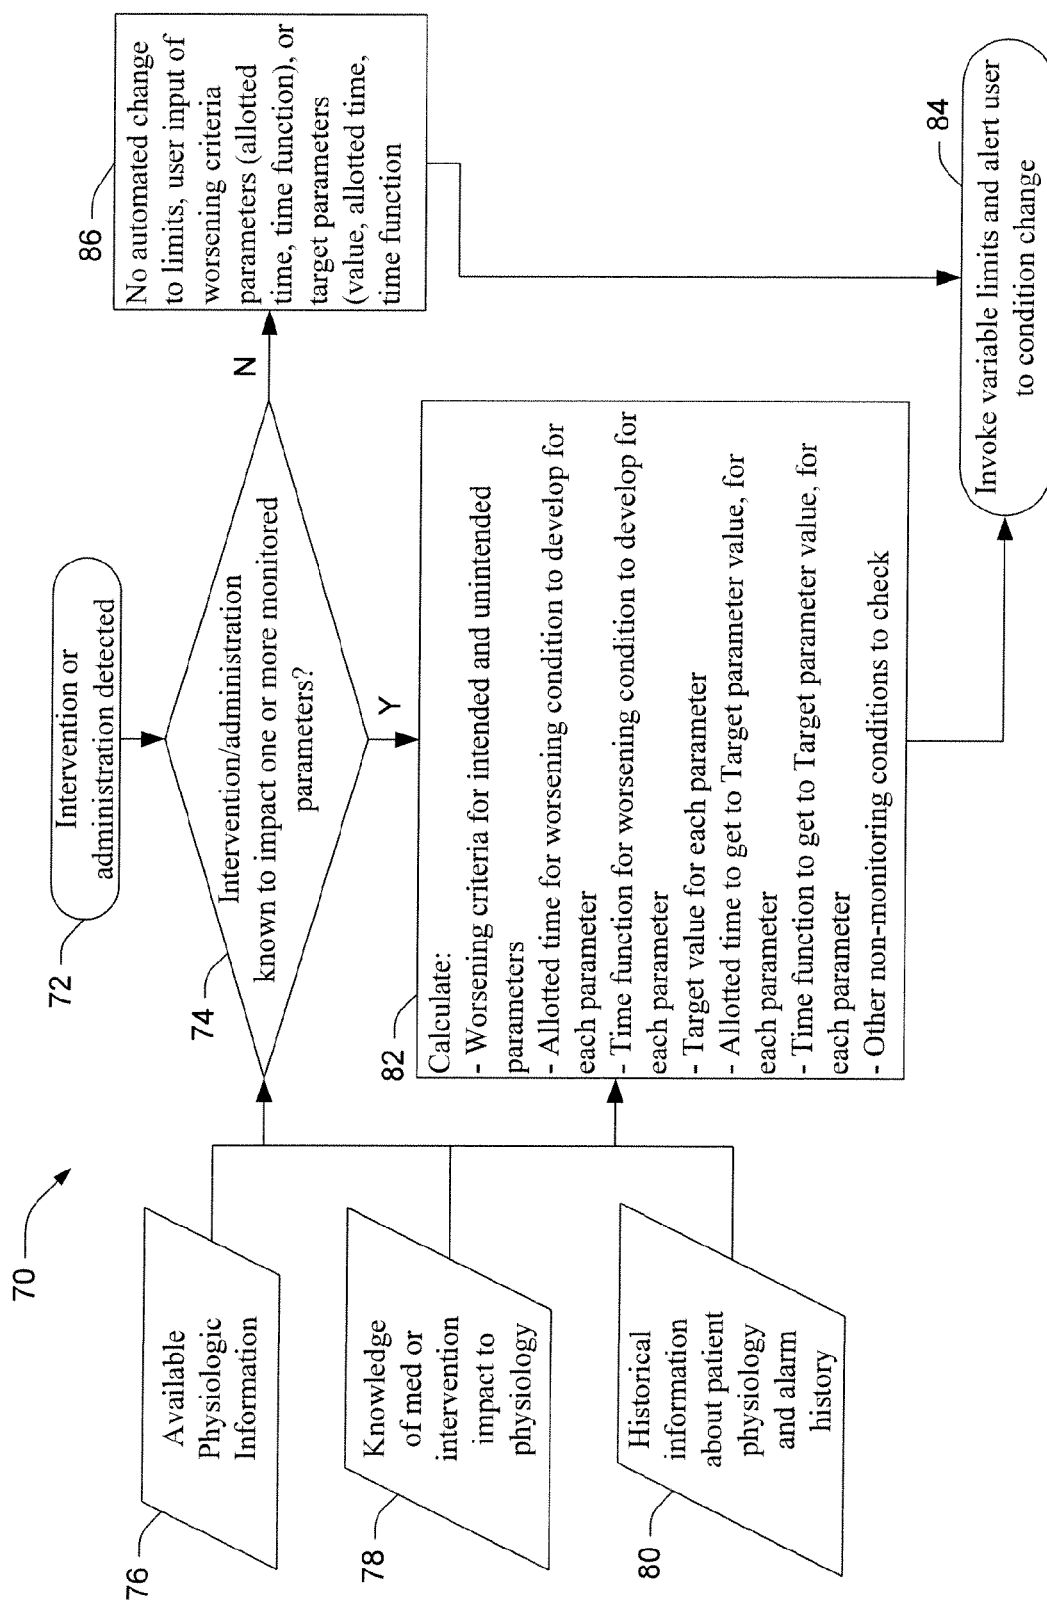 70
72
Intervention or
administration detected
74
Intervention/administration
known to impact one or more monitored
parameters?
N
Y
76
Available
Physiologic
Information
78
Knowledge
of med or
intervention
impact to
physiology
80
Historical
information
about patient
physiology
and alarm
history
82
Calculate:
- Worsening criteria for intended and unintended
parameters
- Allotted time for worsening condition to develop for
each parameter
- Time function for worsening condition to develop for
each parameter
- Target value for each parameter
- Allotted time to get to Target parameter value, for
each parameter
- Time function to get to Target parameter value, for
each parameter
- Other non-monitoring conditions to check
86
No automated change
to limits, user input of
worsening criteria
parameters (allotted
time, time function), or
target parameters
(value, allotted time,
time function
84
Invoke variable limits and alert user
to condition change